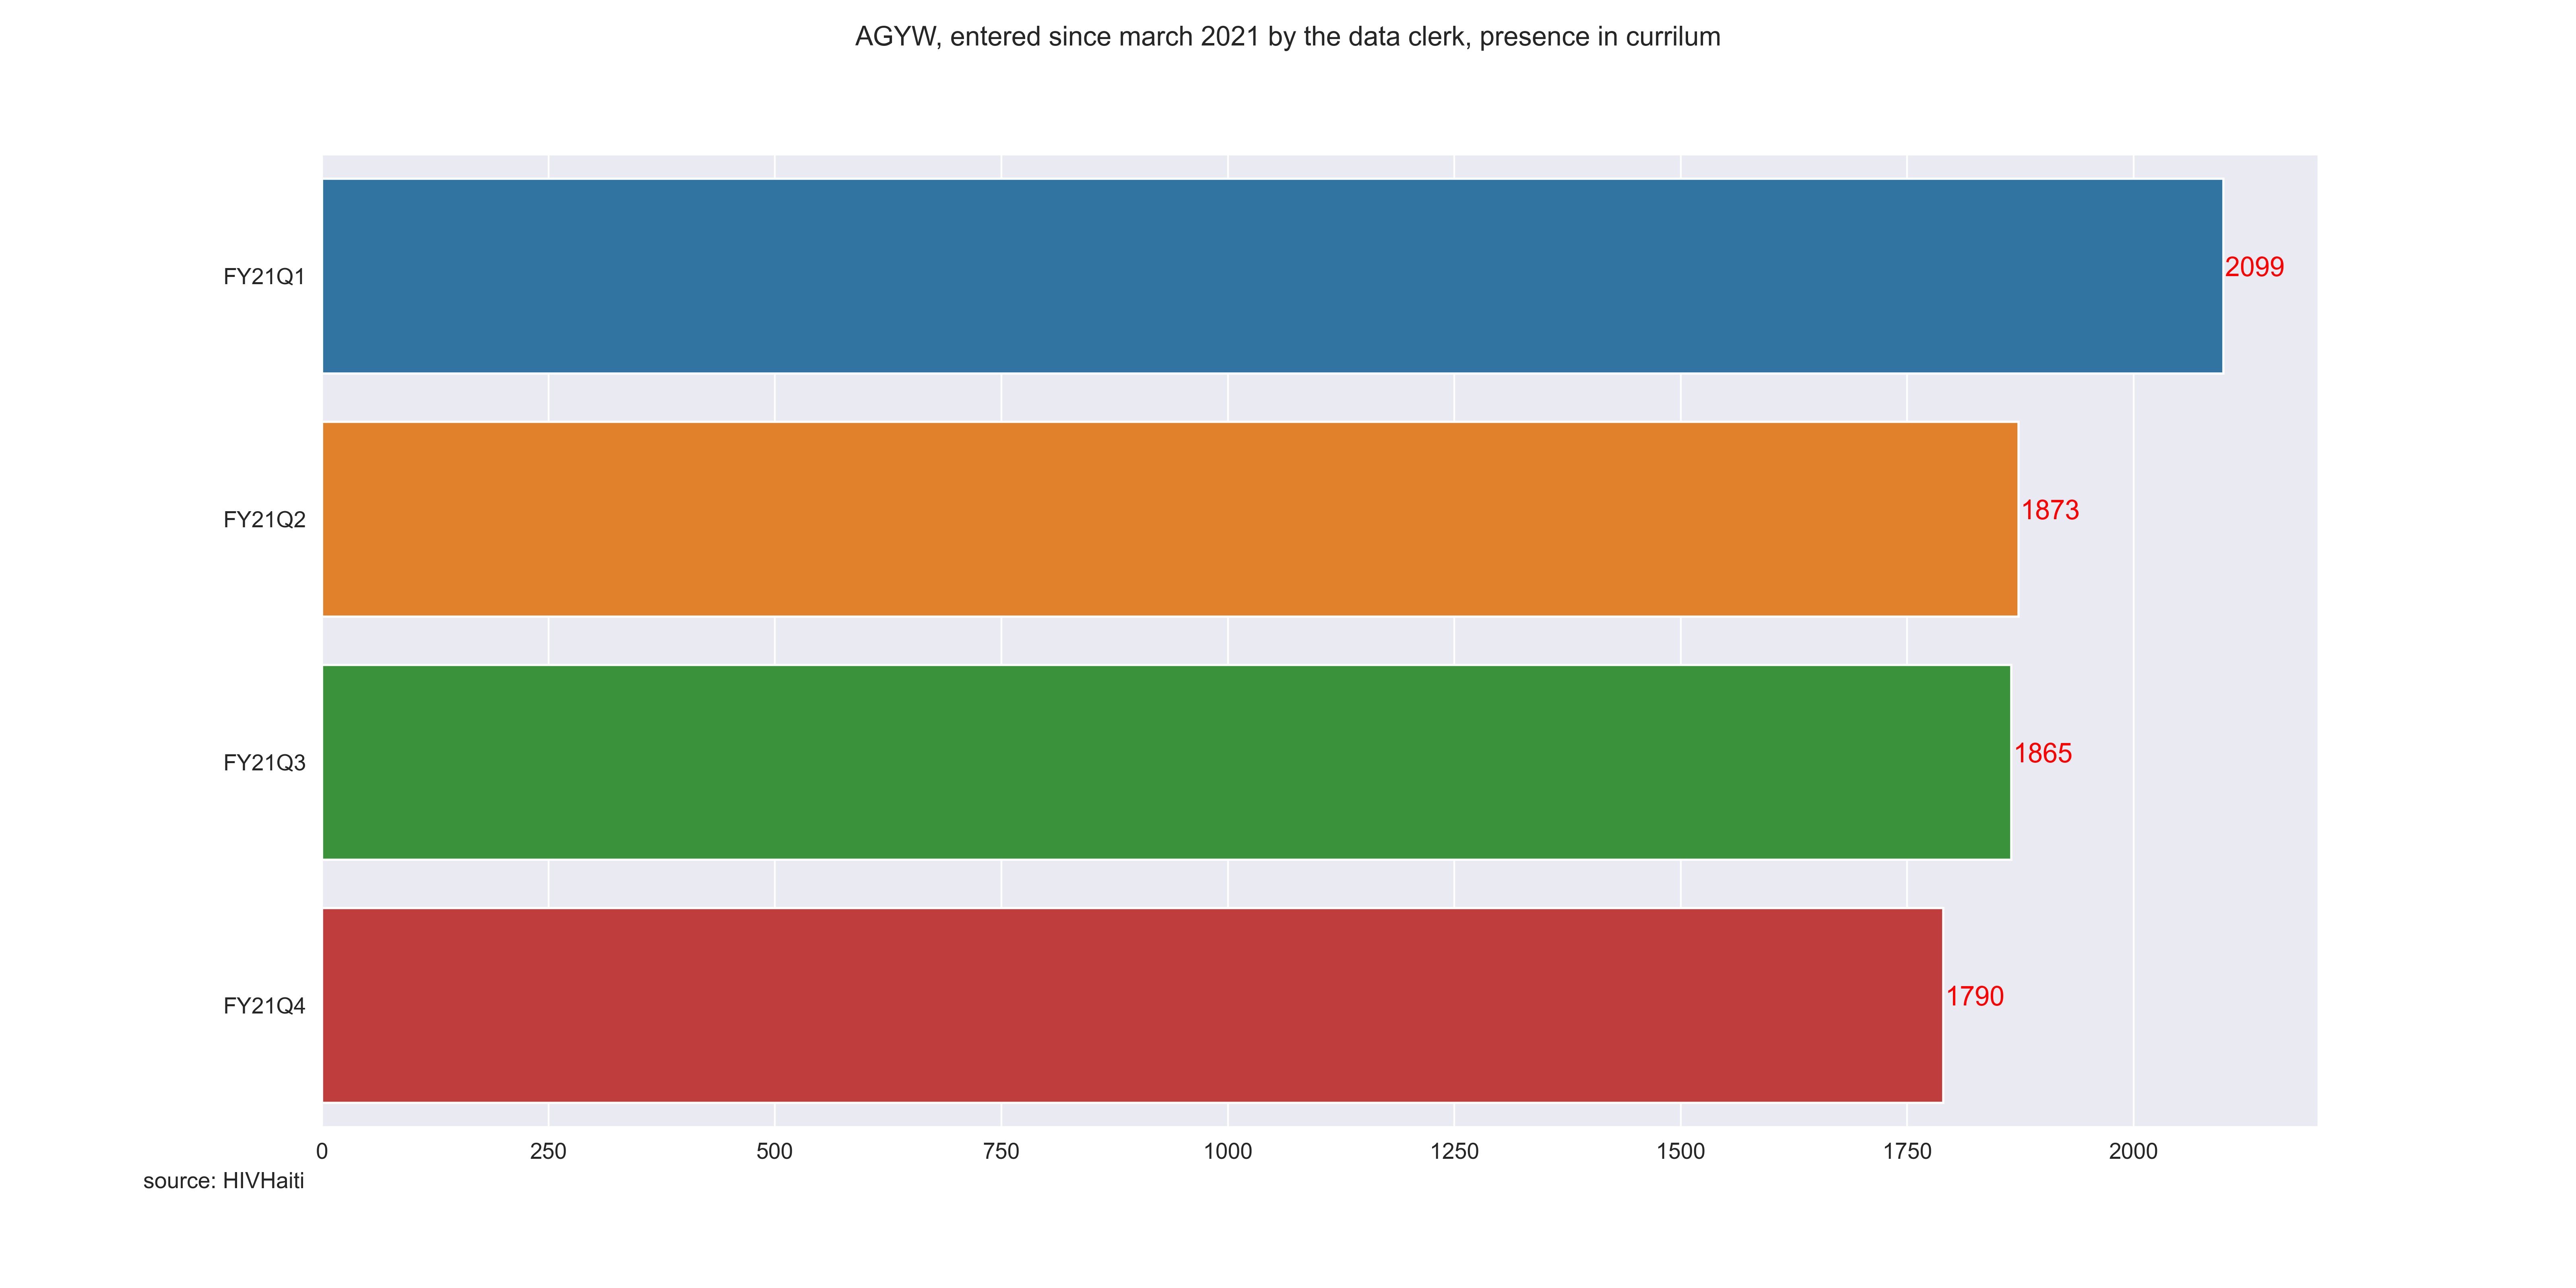 AGYW, entered since march 2021 by the data clerk, presence in currilum
FY21Q1
2099
FY21Q2
1873
FY21Q3
1865
FY21Q4
1790
0 250 500 750 1000 1250 1500 1750 2000
source: HIVHaiti